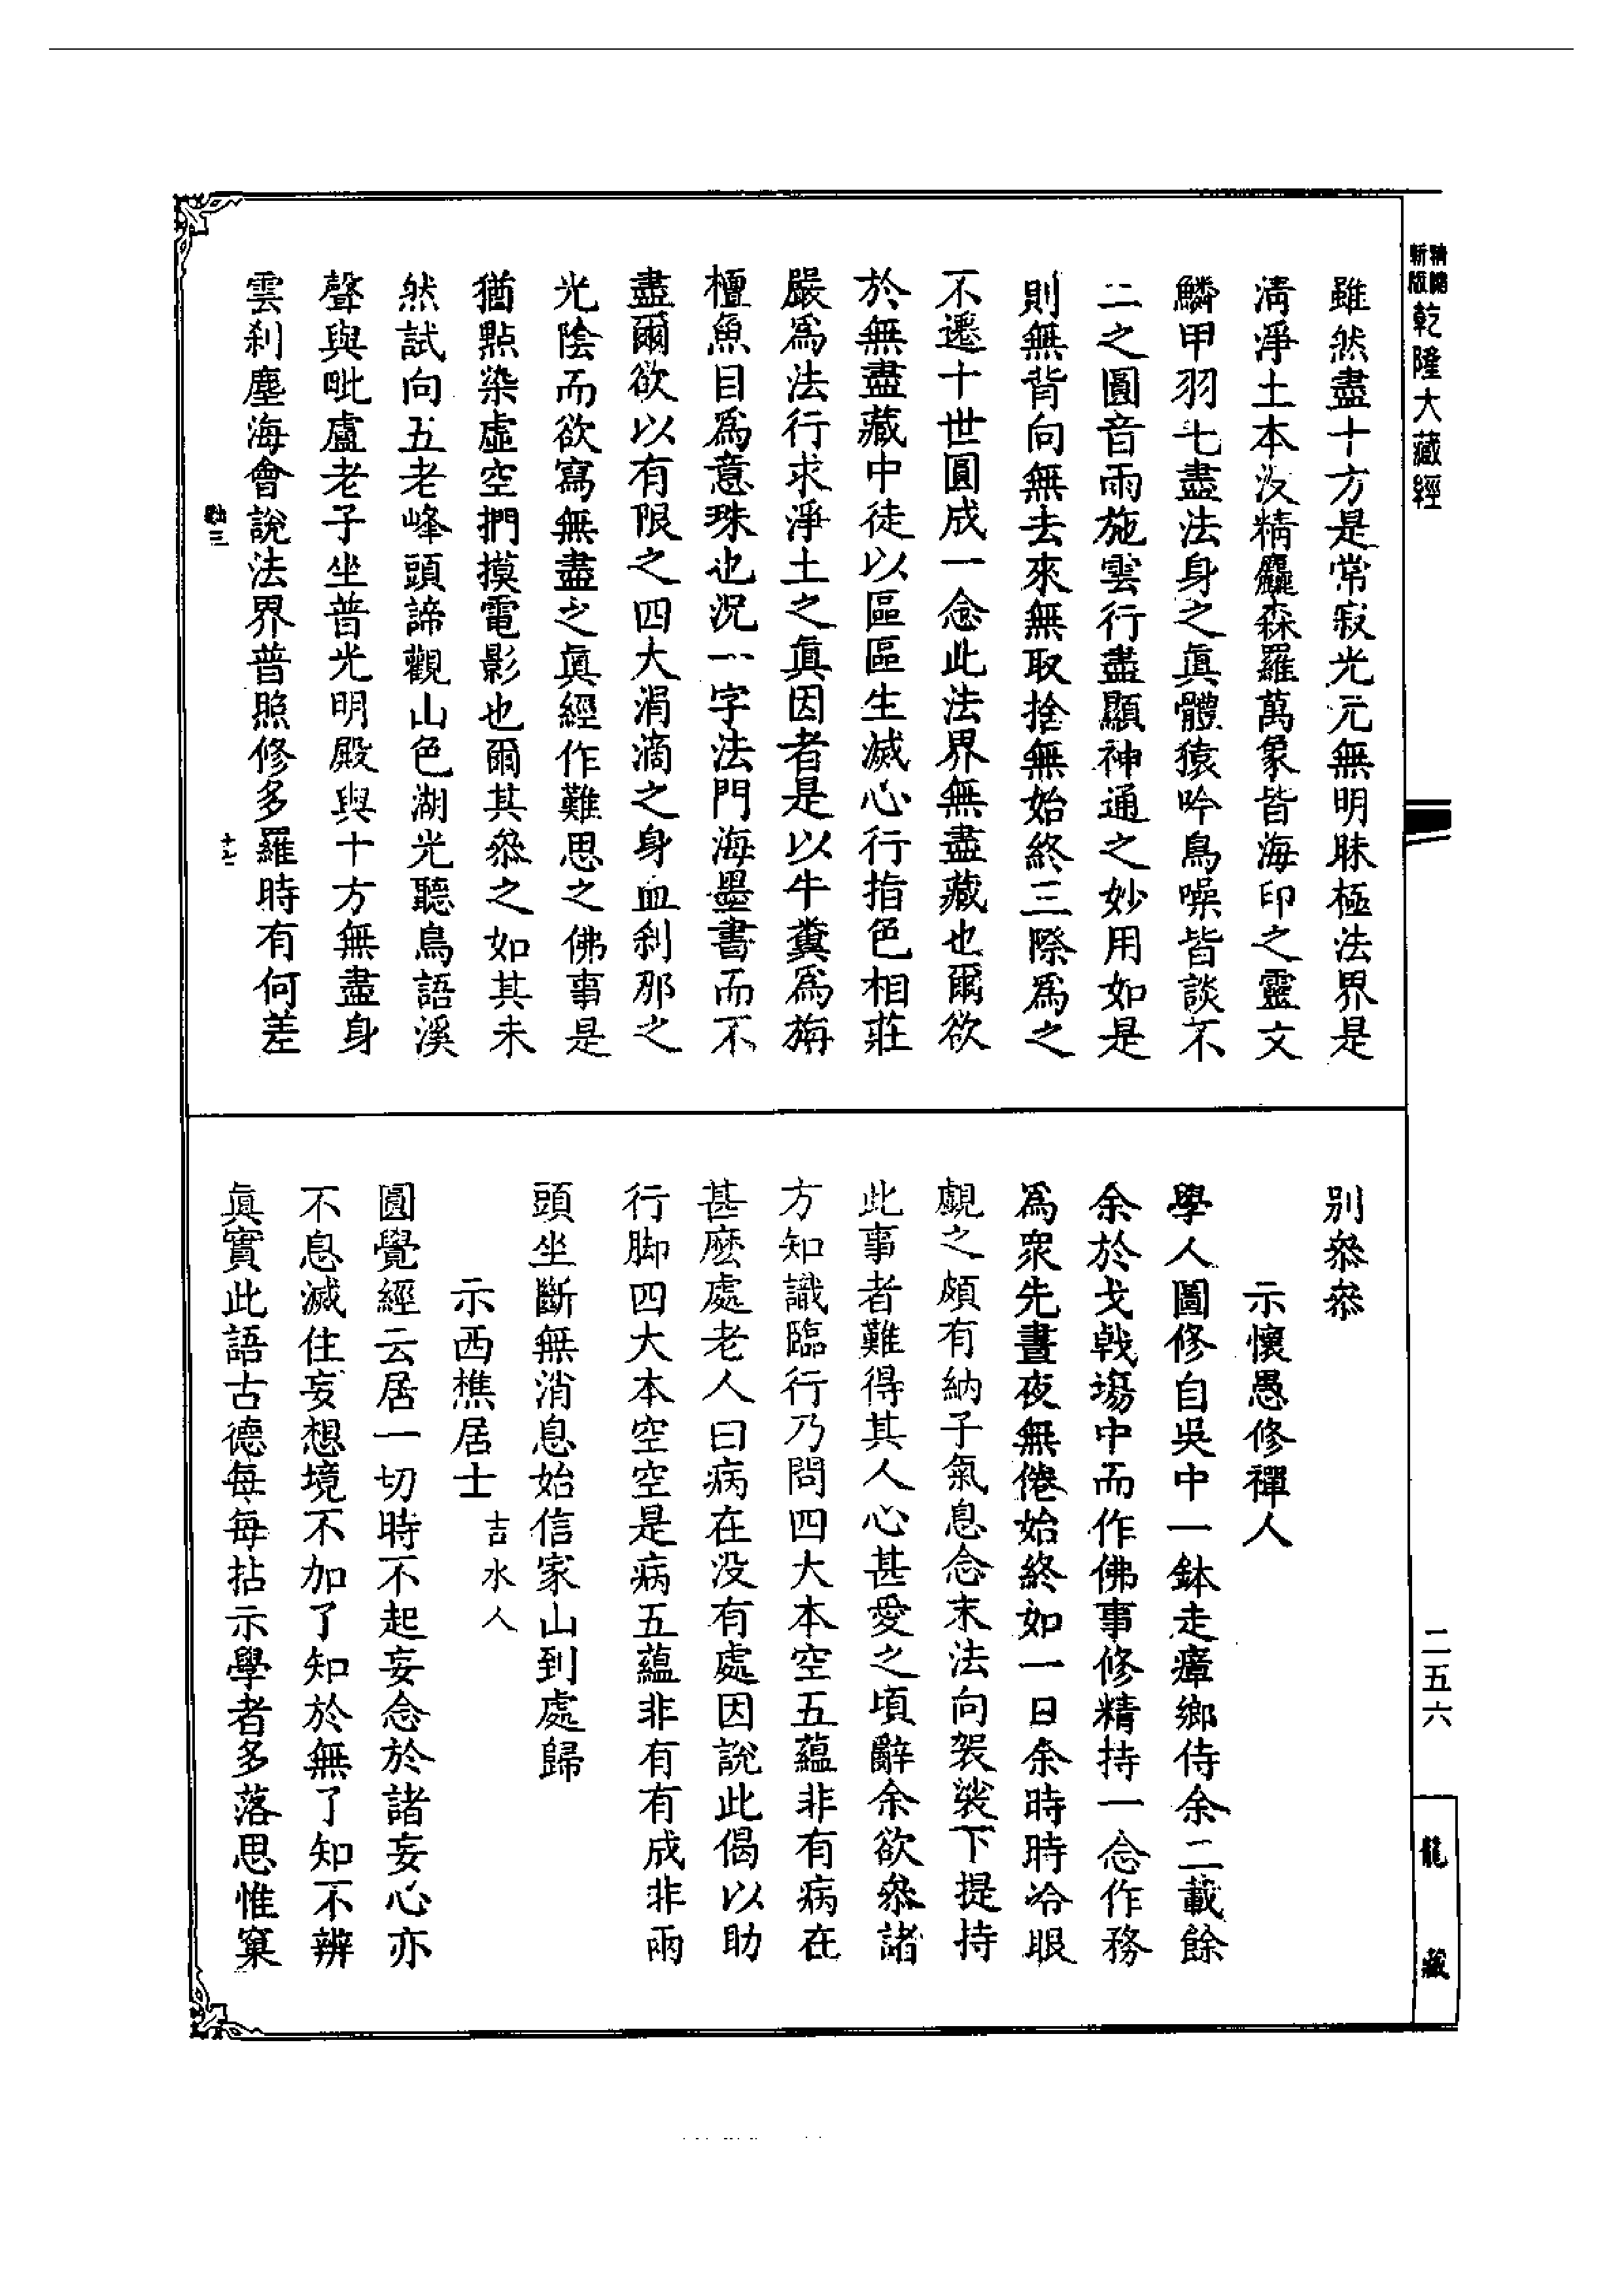 精雕
新版
乾隆大藏經
雖然盡十方是常寂光元無明昧極法界是
清淨土本沒精麤森羅萬象皆海印之靈文
鱗甲羽毛盡法身之眞體猿吟鳥噪皆談不
二之圓音雨施雲行盡顯神通之妙用如是
則無背向無去來無取捨無始終三際爲之
不遷十世圓成一念此法界無盡藏也爾欲
於無盡藏中徒以區區生滅心行指色相莊
嚴爲法行求淨土之眞因者是以牛糞爲旃
檀魚目爲意珠也況一字法門海墨書而不
盡爾欲以有限之四大涓滴之身血刹那之
光陰而欲寫無盡之眞經作難思之佛事是
猶點染虛空捫摸電影也爾其叅之如其未
然試向五老峰頭諦觀山色湖光聽鳥語溪
聲與毗盧老子坐普光明殿與十方無盡身
雲刹塵海會說法界普照修多羅時有何差
十七
別叅叅
示懷愚修禪人
學人圖修自吳中一鉢走瘴鄉侍余二載餘
余於戈戟塲中而作佛事修精持一念作務
爲衆先晝夜無倦始終如一日余時時冷眼
覷之頗有納子氣息念末法向袈裟下提持
此事者難得其人心甚愛之頃辭余欲叅諸
方知識臨行乃問四大本空五蘊非有病在
甚麽處老人曰病在没有處因說此偈以助
行脚四大本空空是病五蘊非有有成非兩
頭坐斷無消息始信家山到處歸
示西樵居士吉水人
圓覺經云居一切時不起妄念於諸妄心亦
不息滅住妄想境不加了知於無了知不辨
眞實此語古德每每拈示學者多落思惟窠
二五六
龍藏